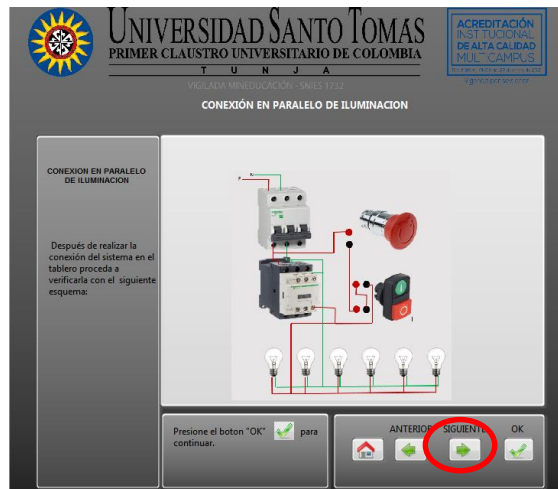 UNIVERSIDAD SANTO TOMÁS
PRIMER CLAUSTRO UNIVERSITARIO DE COLOMBIA
T U N J A
VIGILADA MINEDUCACIÓN - SNIES 1732
ACREDITACIÓN
INSTITUCIONAL
DE ALTA CALIDAD
MULTICAMPUS
CONEXIÓN EN PARALELO DE ILUMINACION
CONEXION EN PARALELO
DE ILUMINACION
Después de realizar la
conexión del sistema en el
tablero proceda a
verificarla con el siguiente
esquema:
Presione el boton "OK" para
continuar.
ANTERIOR SIGUIENTE OK